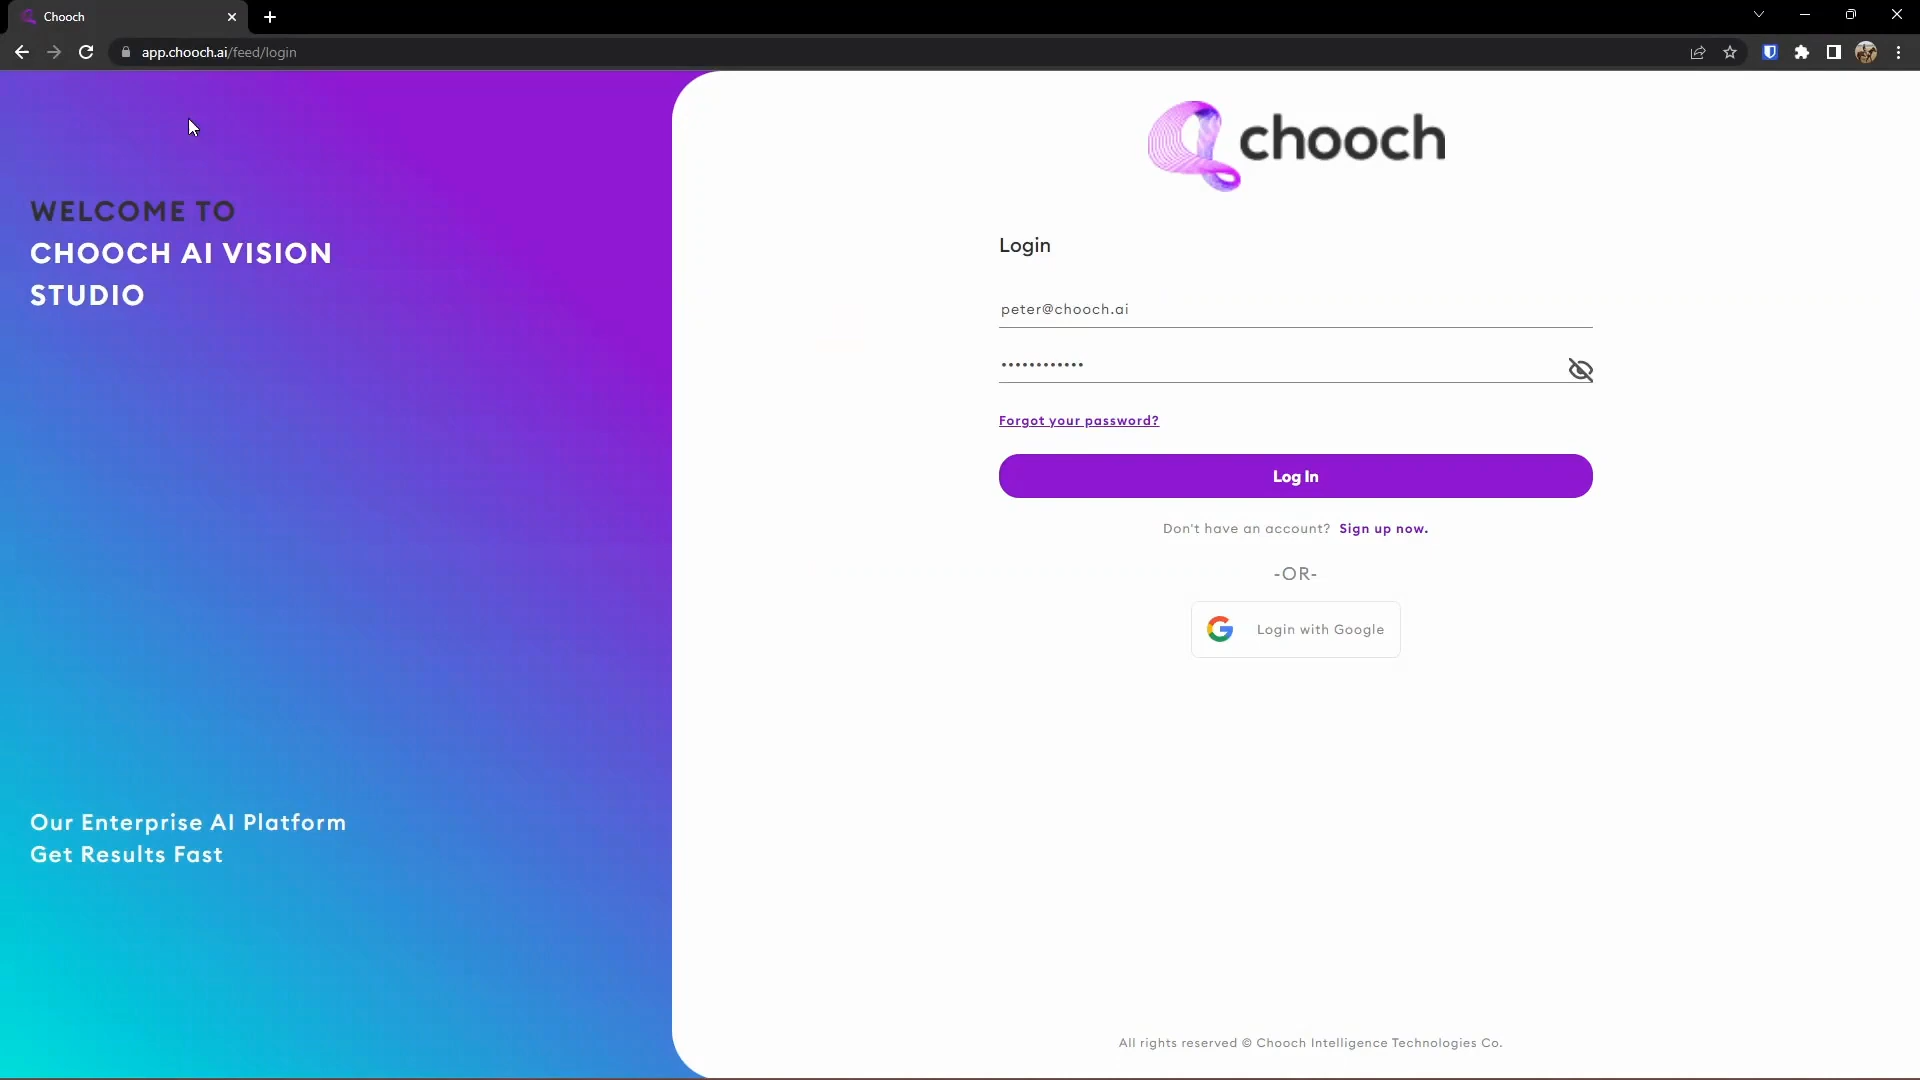 Chooch
app.chooch.ai/feed/login
WELCOME TO
CHOOCH AI VISION
STUDIO
Our Enterprise AI Platform
Get Results Fast
chooch
Login
peter@chooch.ai
••••••••••••
Forgot your password?
Log In
Don't have an account? Sign up now.
-OR-
Login with Google
All rights reserved © Chooch Intelligence Technologies Co.